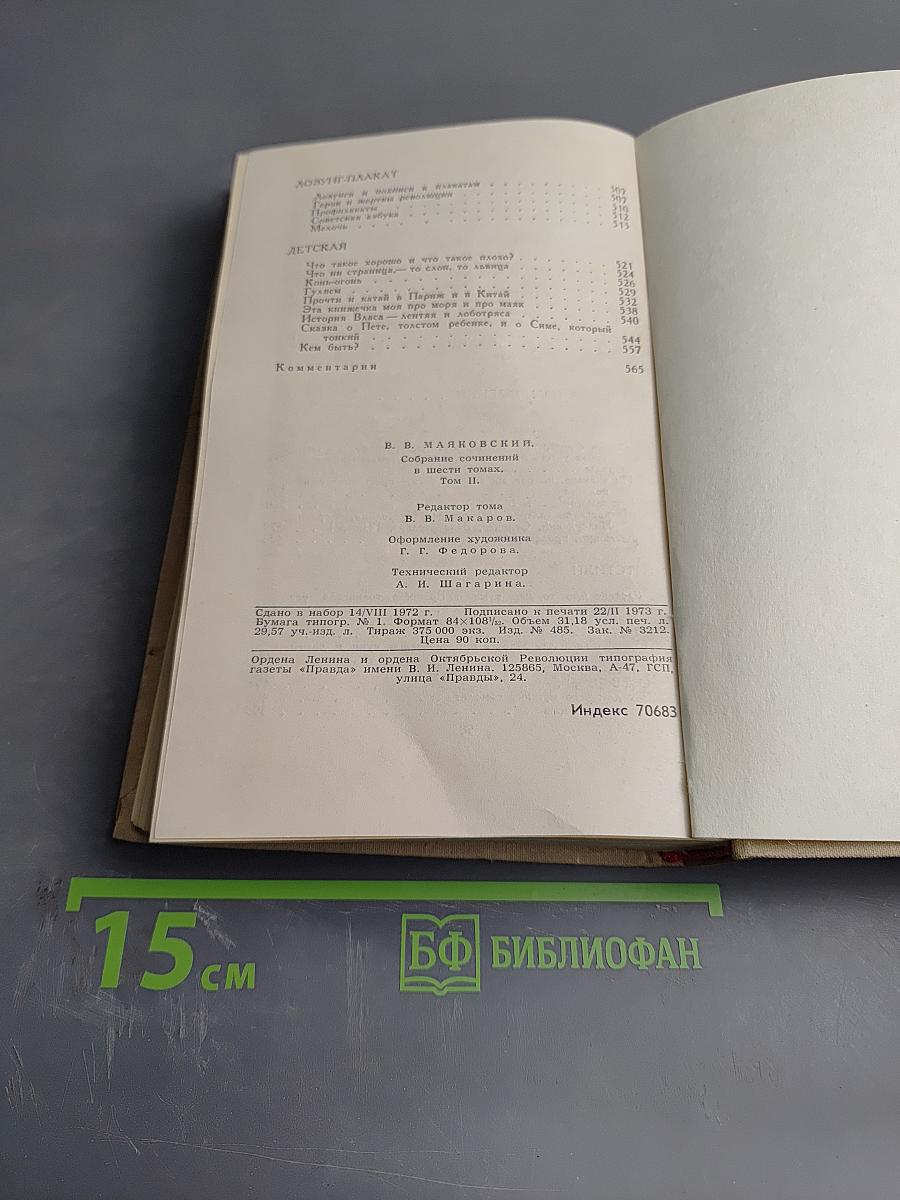 ЛОЗУНГ-ПЛАКАТ
Лозунги и подписи к плакатам . . . . . . . . 507
Герои и жертвы революции . . . . . . . . . 507
Профинтесты . . . . . . . . . . . . 510
Советская азбука . . . . . . . . . . . 512
. . . . . . . . . . . . . 515
ДЕТСКАЯ
Что такое хорошо и что такое плохо? . . . . . . 521
Что ни страница,— то слон, то львица . . . . . . 524
Конь-огонь . . . . . . . . . . . . . 526
Гуляем . . . . . . . . . . . . . . 529
Прочти и катай в Париж и в Китай . . . . . . . 532
Эта книжечка моя про моря и про маяк . . . . . . 538
История Власа — лентяя и лоботряса . . . . . . . 540
Сказка о Пете, толстом ребенке, и о Симе, который
тонкий . . . . . . . . . . . . . 544
Кем быть? . . . . . . . . . . . . . 557
Комментарии 565
В. В. МАЯКОВСКИЙ.
Собрание сочинений
в шести томах.
Том II.
Редактор тома
В. В. Макаров.
Оформление художника
Г. Г. Федорова.
Технический редактор
А. И. Шагарина.
Сдано в набор 14/VIII 1972 г. Подписано к печати 22/II 1973 г.
Бумага типогр. № 1. Формат 84×108¹/₃₂. Объем 31,18 усл. печ. л.
29,57 уч.-изд. л. Тираж 375 000 экз. Изд. № 485. Зак. № 3212.
Цена 90 коп.
Ордена Ленина и ордена Октябрьской Революции типография
газеты «Правда» имени В. И. Ленина. 125865, Москва, А-47, ГСП,
улица «Правды», 24.
Индекс 70683
15 см
БФ БИБЛИОФАН